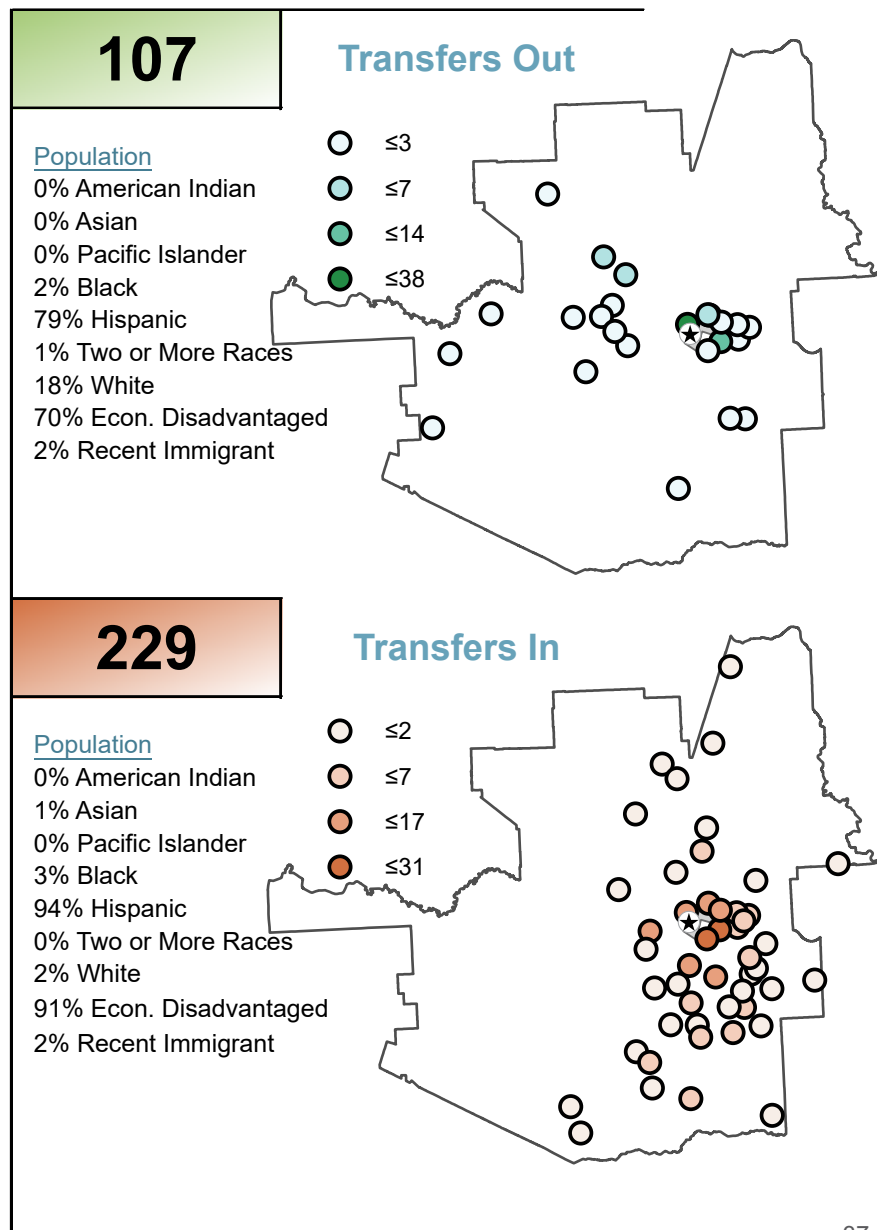 107
Transfers Out
Population
0% American Indian
0% Asian
0% Pacific Islander
2% Black
79% Hispanic
1% Two or More Races
18% White
70% Econ. Disadvantaged
2% Recent Immigrant
≤3
≤7
≤14
≤38
229
Transfers In
Population
0% American Indian
1% Asian
0% Pacific Islander
3% Black
94% Hispanic
0% Two or More Races
2% White
91% Econ. Disadvantaged
2% Recent Immigrant
≤2
≤7
≤17
≤31